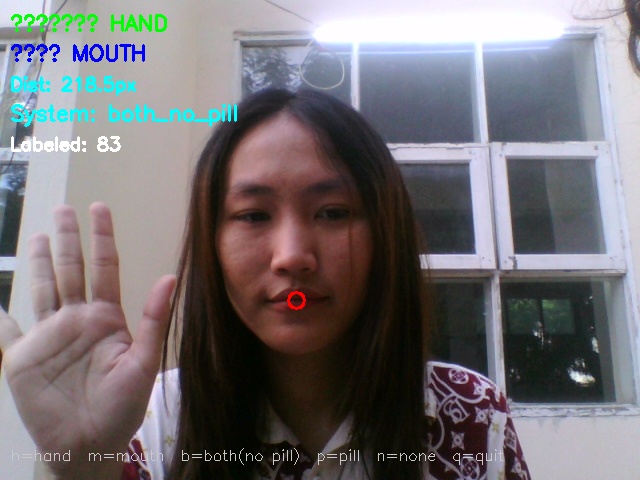 ??????? HAND
???? MOUTH
Dist: 218.5px
System: both_no_pill
Labeled: 83
h=hand m=mouth b=both(no pill) p=pill n=none q=quit